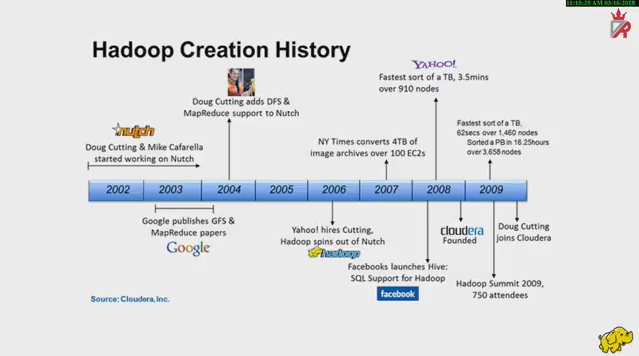 11:10:29 AM 03/16/2018
R
Hadoop Creation History
YAHOO!
Fastest sort of a TB, 3.5mins
over 910 nodes
Doug Cutting adds DFS &
MapReduce support to Nutch
nutch
Doug Cutting & Mike Cafarella
started working on Nutch
NY Times converts 4TB of
image archives over 100 EC2s
Fastest sort of a TB,
62secs over 1,460 nodes
Sorted a PB in 16.25hours
over 3,658 nodes
2002 2003 2004 2005 2006 2007 2008 2009
Google publishes GFS &
MapReduce papers
Google
Yahoo! hires Cutting,
Hadoop spins out of Nutch
hadoop
Facebooks launches Hive:
SQL Support for Hadoop
facebook
cloudera
Founded
Doug Cutting
joins Cloudera
Hadoop Summit 2009,
750 attendees
Source: Cloudera, Inc.